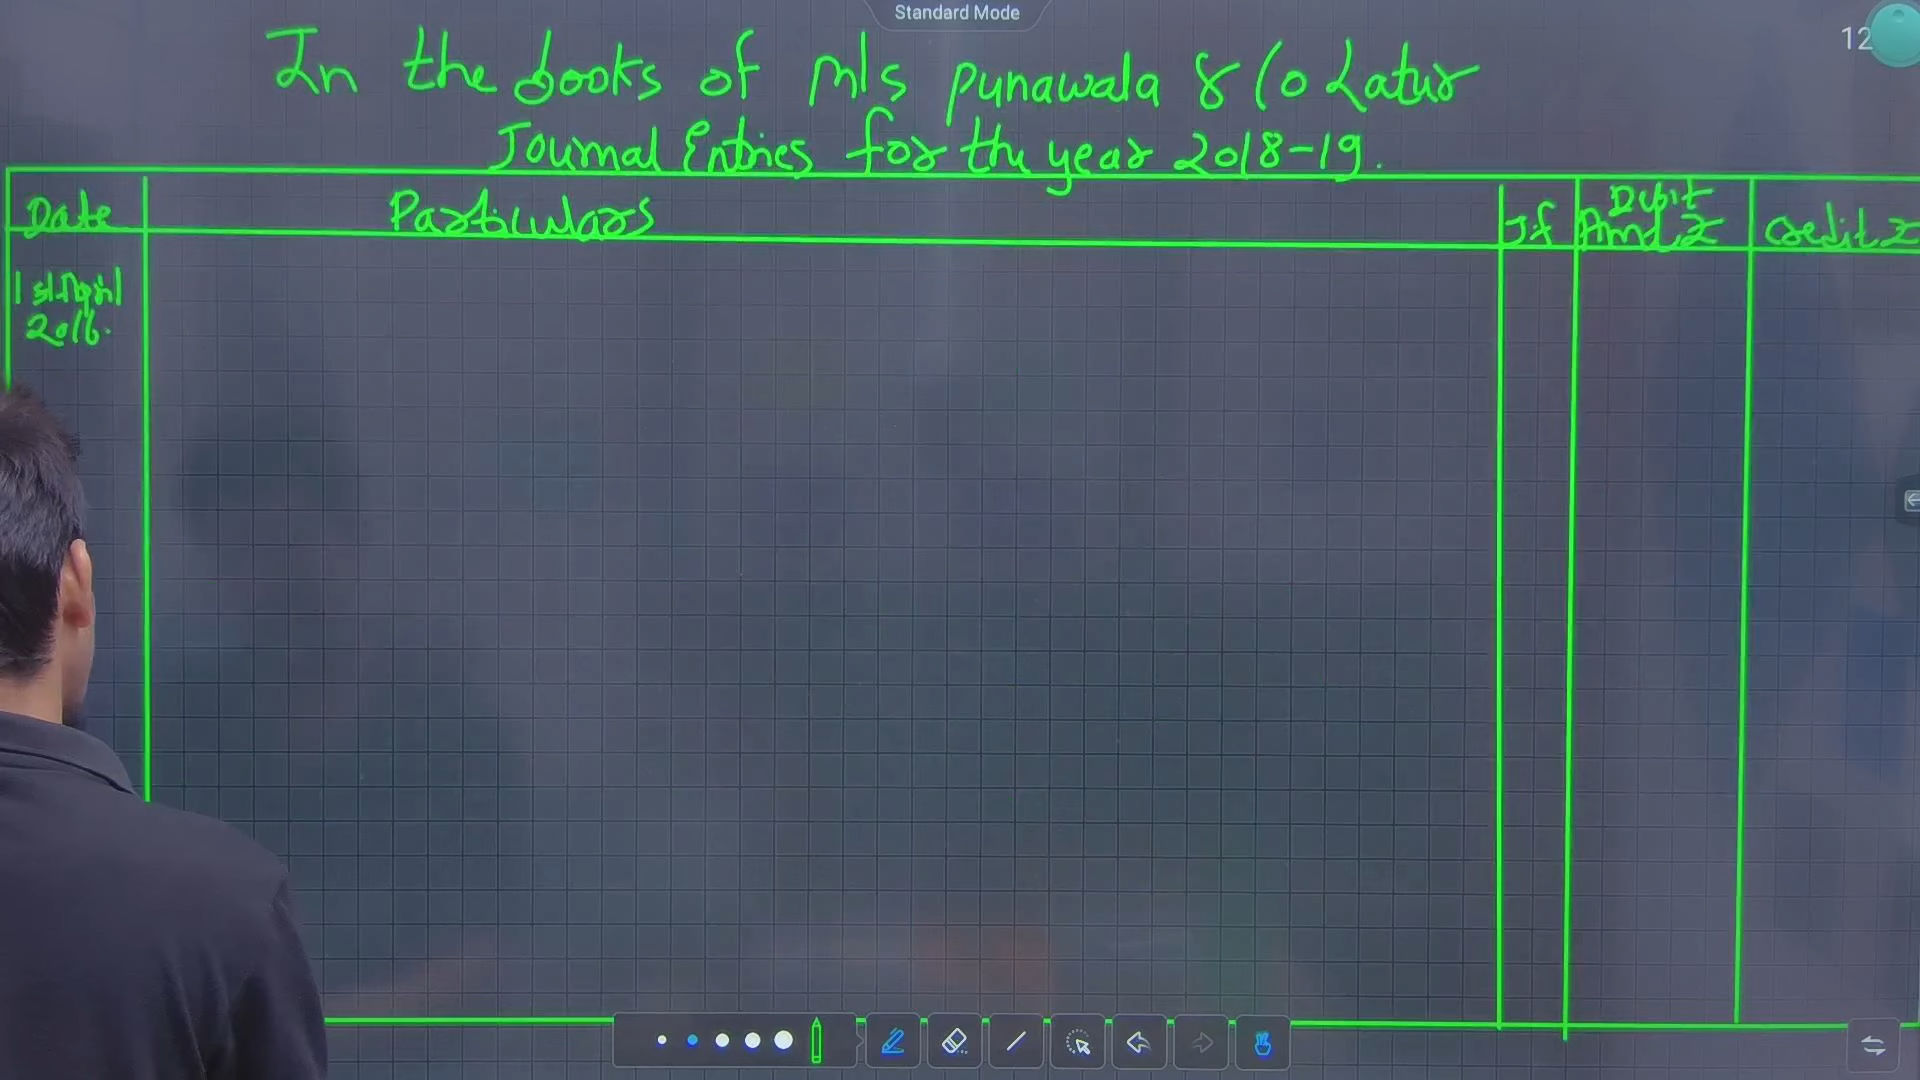 Standard Mode
12
In the books of M/s Punawala & Co Latur
Journal Entries for the year 2018-19.
Date Particulars J.f Debit Amt.₹ Credit ₹
1st April
2016.